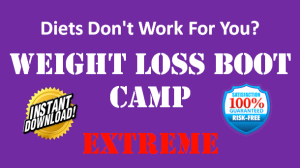 Diets Don't Work For You?
WEIGHT LOSS BOOT
CAMP
INSTANT
DOWNLOAD!
SATISFACTION
100%
GUARANTEED
RISK-FREE
EXTREME